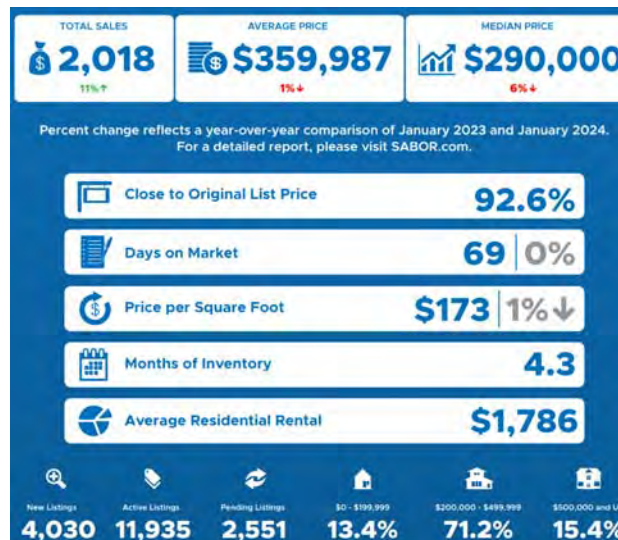 TOTAL SALES
2,018
11%↑
AVERAGE PRICE
$359,987
1%↓
MEDIAN PRICE
$290,000
6%↓
Percent change reflects a year-over-year comparison of January 2023 and January 2024.
For a detailed report, please visit SABOR.com.
Close to Original List Price 92.6%
Days on Market 69 | 0%
Price per Square Foot $173 | 1%↓
Months of Inventory 4.3
Average Residential Rental $1,786
New Listings
4,030
Active Listings
11,935
Pending Listings
2,551
$0 - $199,999
13.4%
$200,000 - $499,999
71.2%
$500,000 and U
15.4%